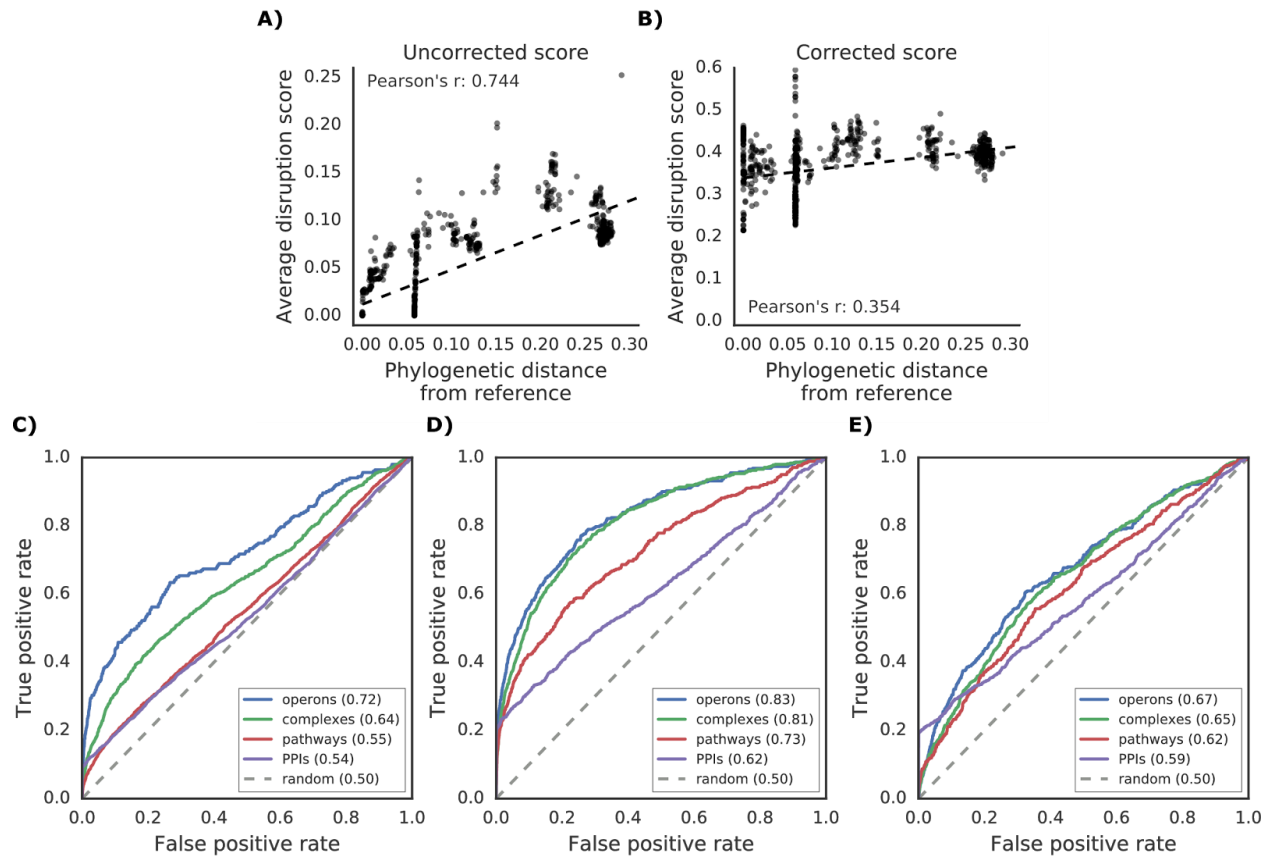 A)
Uncorrected score
Pearson's r: 0.744
Average disruption score
0.25
0.20
0.15
0.10
0.05
0.00
0.00 0.05 0.10 0.15 0.20 0.25 0.30
Phylogenetic distance
from reference
B)
Corrected score
Average disruption score
0.6
0.5
0.4
0.3
0.2
0.1
0.0
Pearson's r: 0.354
0.00 0.05 0.10 0.15 0.20 0.25 0.30
Phylogenetic distance
from reference
C)
True positive rate
1.0
0.8
0.6
0.4
0.2
0.0
operons (0.72)
complexes (0.64)
pathways (0.55)
PPIs (0.54)
random (0.50)
0.0 0.2 0.4 0.6 0.8 1.0
False positive rate
D)
True positive rate
1.0
0.8
0.6
0.4
0.2
0.0
operons (0.83)
complexes (0.81)
pathways (0.73)
PPIs (0.62)
random (0.50)
0.0 0.2 0.4 0.6 0.8 1.0
False positive rate
E)
True positive rate
1.0
0.8
0.6
0.4
0.2
0.0
operons (0.67)
complexes (0.65)
pathways (0.62)
PPIs (0.59)
random (0.50)
0.0 0.2 0.4 0.6 0.8 1.0
False positive rate